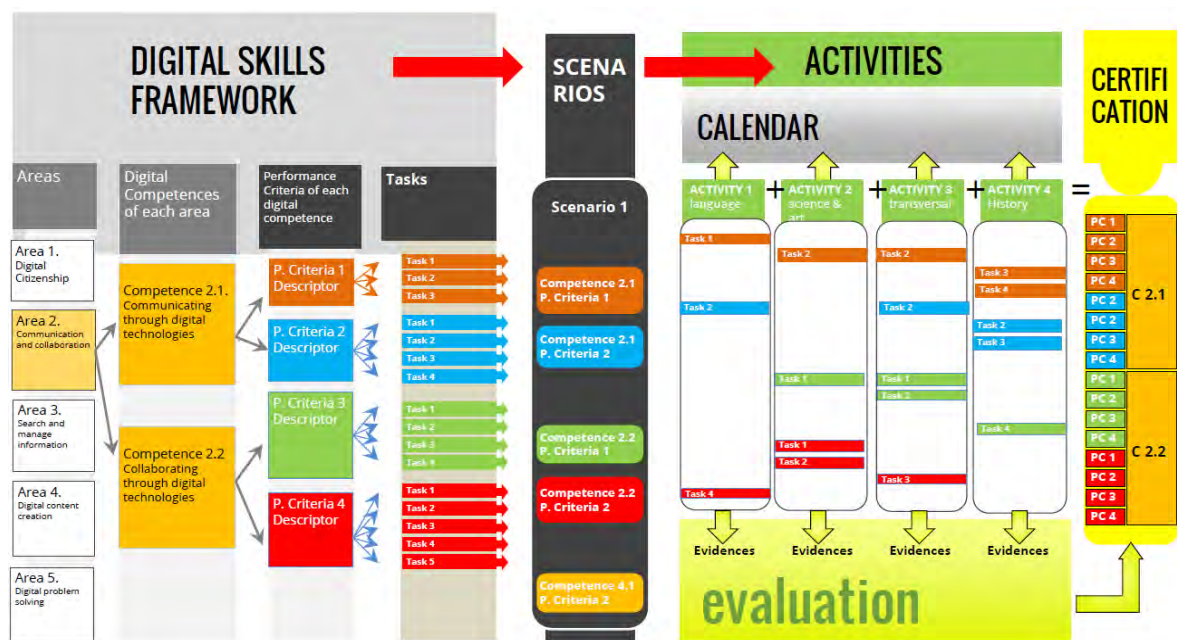 DIGITAL SKILLS
FRAMEWORK
SCENA
RIOS
ACTIVITIES
CERTIFI
CATION
CALENDAR
Areas
Digital
Competences
of each area
Performance
Criteria of each
digital
competence
Tasks
Area 1.
Digital
Citizenship
Area 2.
Communication
and collaboration
Area 3.
Search and
manage
information
Area 4.
Digital content
creation
Area 5.
Digital problem
solving
Competence 2.1.
Communicating
through digital
technologies
Competence 2.2
Collaborating
through digital
technologies
P. Criteria 1
Descriptor
P. Criteria 2
Descriptor
P. Criteria 3
Descriptor
P. Criteria 4
Descriptor
Task 1
Task 2
Task 3
Task 1
Task 2
Task 3
Task 4
Task 1
Task 2
Task 3
Task 4
Task 1
Task 2
Task 3
Task 4
Task 5
Scenario 1
Competence 2.1
P. Criteria 1
Competence 2.1
P. Criteria 2
Competence 2.2
P. Criteria 1
Competence 2.2
P. Criteria 2
Competence 4.1
P. Criteria 2
ACTIVITY 1
language
+
ACTIVITY 2
science &
art
+
ACTIVITY 3
transversal
+
ACTIVITY 4
History
=
Task 1
Task 2
Task 4
Task 2
Task 1
Task 1
Task 2
Task 2
Task 2
Task 1
Task 2
Task 3
Task 3
Task 4
Task 2
Task 3
Task 4
Evidences
Evidences
Evidences
Evidences
evaluation
PC 1
PC 2
PC 3
PC 4
PC 2
PC 2
PC 3
PC 4
C 2.1
PC 1
PC 2
PC 3
PC 4
PC 1
PC 2
PC 3
PC 4
C 2.2